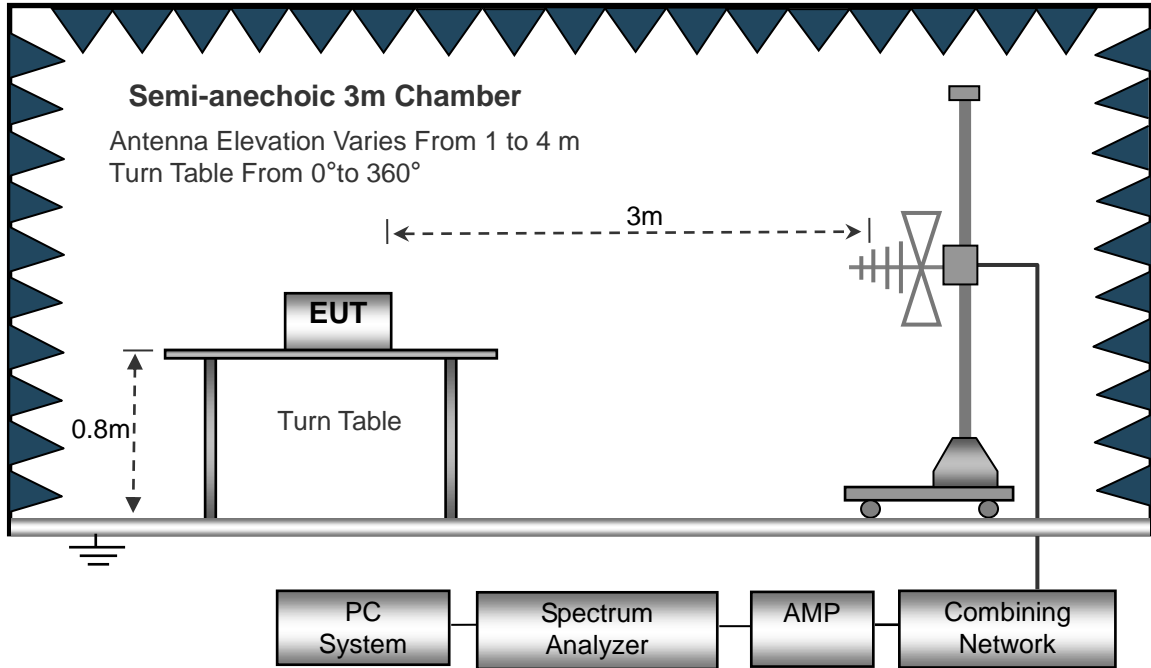 Semi-anechoic 3m Chamber
Antenna Elevation Varies From 1 to 4 m
Turn Table From 0°to 360°
3m
EUT
0.8m
Turn Table
PC
System
Spectrum
Analyzer
AMP
Combining
Network